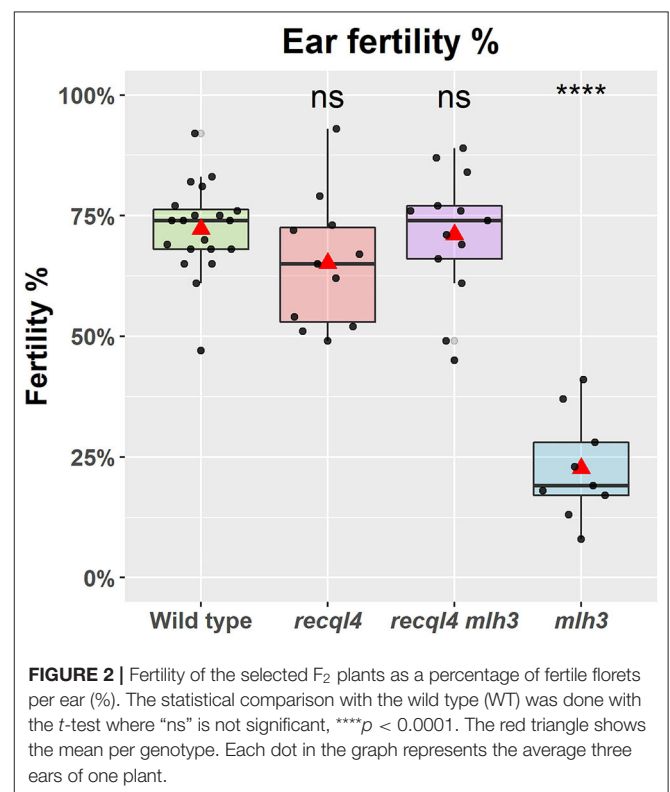 Ear fertility %
ns
ns
****
100%
75%
50%
25%
0%
Fertility %
Wild type
recql4
recql4 mlh3
mlh3
FIGURE 2 | Fertility of the selected F₂ plants as a percentage of fertile florets
per ear (%). The statistical comparison with the wild type (WT) was done with
the t-test where “ns” is not significant, ****p < 0.0001. The red triangle shows
the mean per genotype. Each dot in the graph represents the average three
ears of one plant.